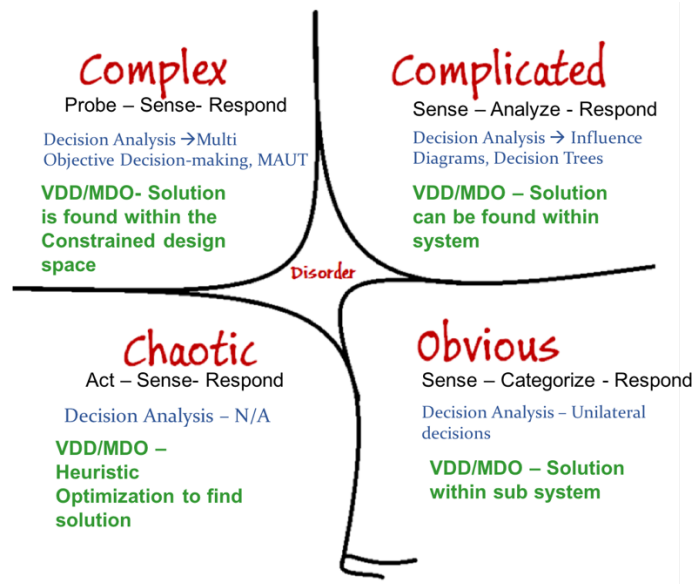 Complex
Probe – Sense- Respond
Decision Analysis →Multi
Objective Decision-making, MAUT
VDD/MDO- Solution
is found within the
Constrained design
space
Complicated
Sense – Analyze - Respond
Decision Analysis → Influence
Diagrams, Decision Trees
VDD/MDO – Solution
can be found within
system
Disorder
Chaotic
Act – Sense- Respond
Decision Analysis – N/A
VDD/MDO –
Heuristic
Optimization to find
solution
Obvious
Sense – Categorize - Respond
Decision Analysis – Unilateral
decisions
VDD/MDO – Solution
within sub system